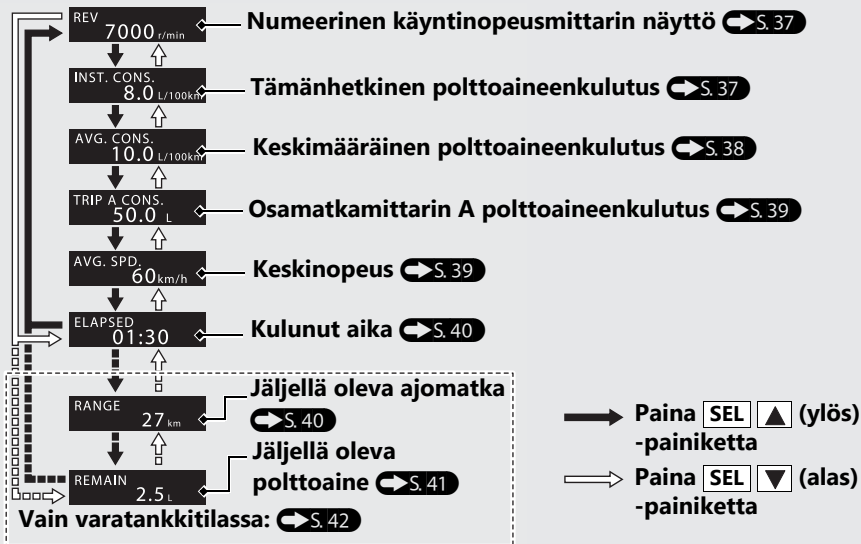 REV
7000 r/min
Numeerinen käyntinopeusmittarin näyttö S. 37
INST. CONS.
8.0 L/100km
Tämänhetkinen polttoaineenkulutus S. 37
AVG. CONS.
10.0 L/100km
Keskimääräinen polttoaineenkulutus S. 38
TRIP A CONS.
50.0 L
Osamatkamittarin A polttoaineenkulutus S. 39
AVG. SPD.
60 km/h
Keskinopeus S. 39
ELAPSED
01:30
Kulunut aika S. 40
RANGE
27 km
Jäljellä oleva ajomatka
S. 40
REMAIN
2.5 L
Jäljellä oleva
polttoaine S. 41
Vain varatankkitilassa: S. 42
Paina SEL ▲ (ylös)
-painiketta
Paina SEL ▼ (alas)
-painiketta